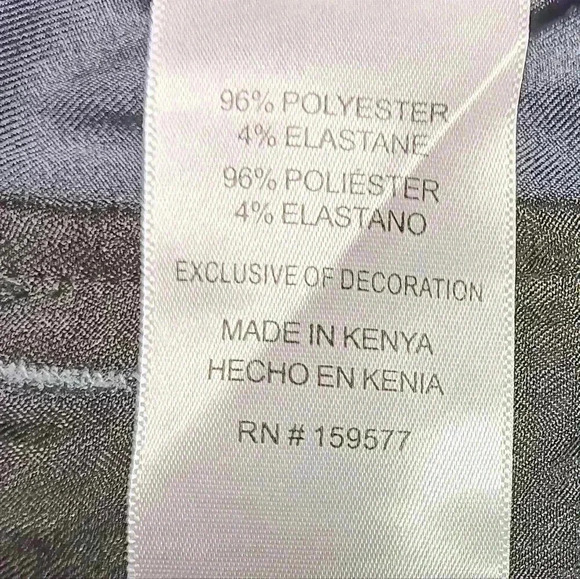 96% POLYESTER
4% ELASTANE
96% POLIÉSTER
4% ELASTANO
EXCLUSIVE OF DECORATION
MADE IN KENYA
HECHO EN KENIA
RN # 159577